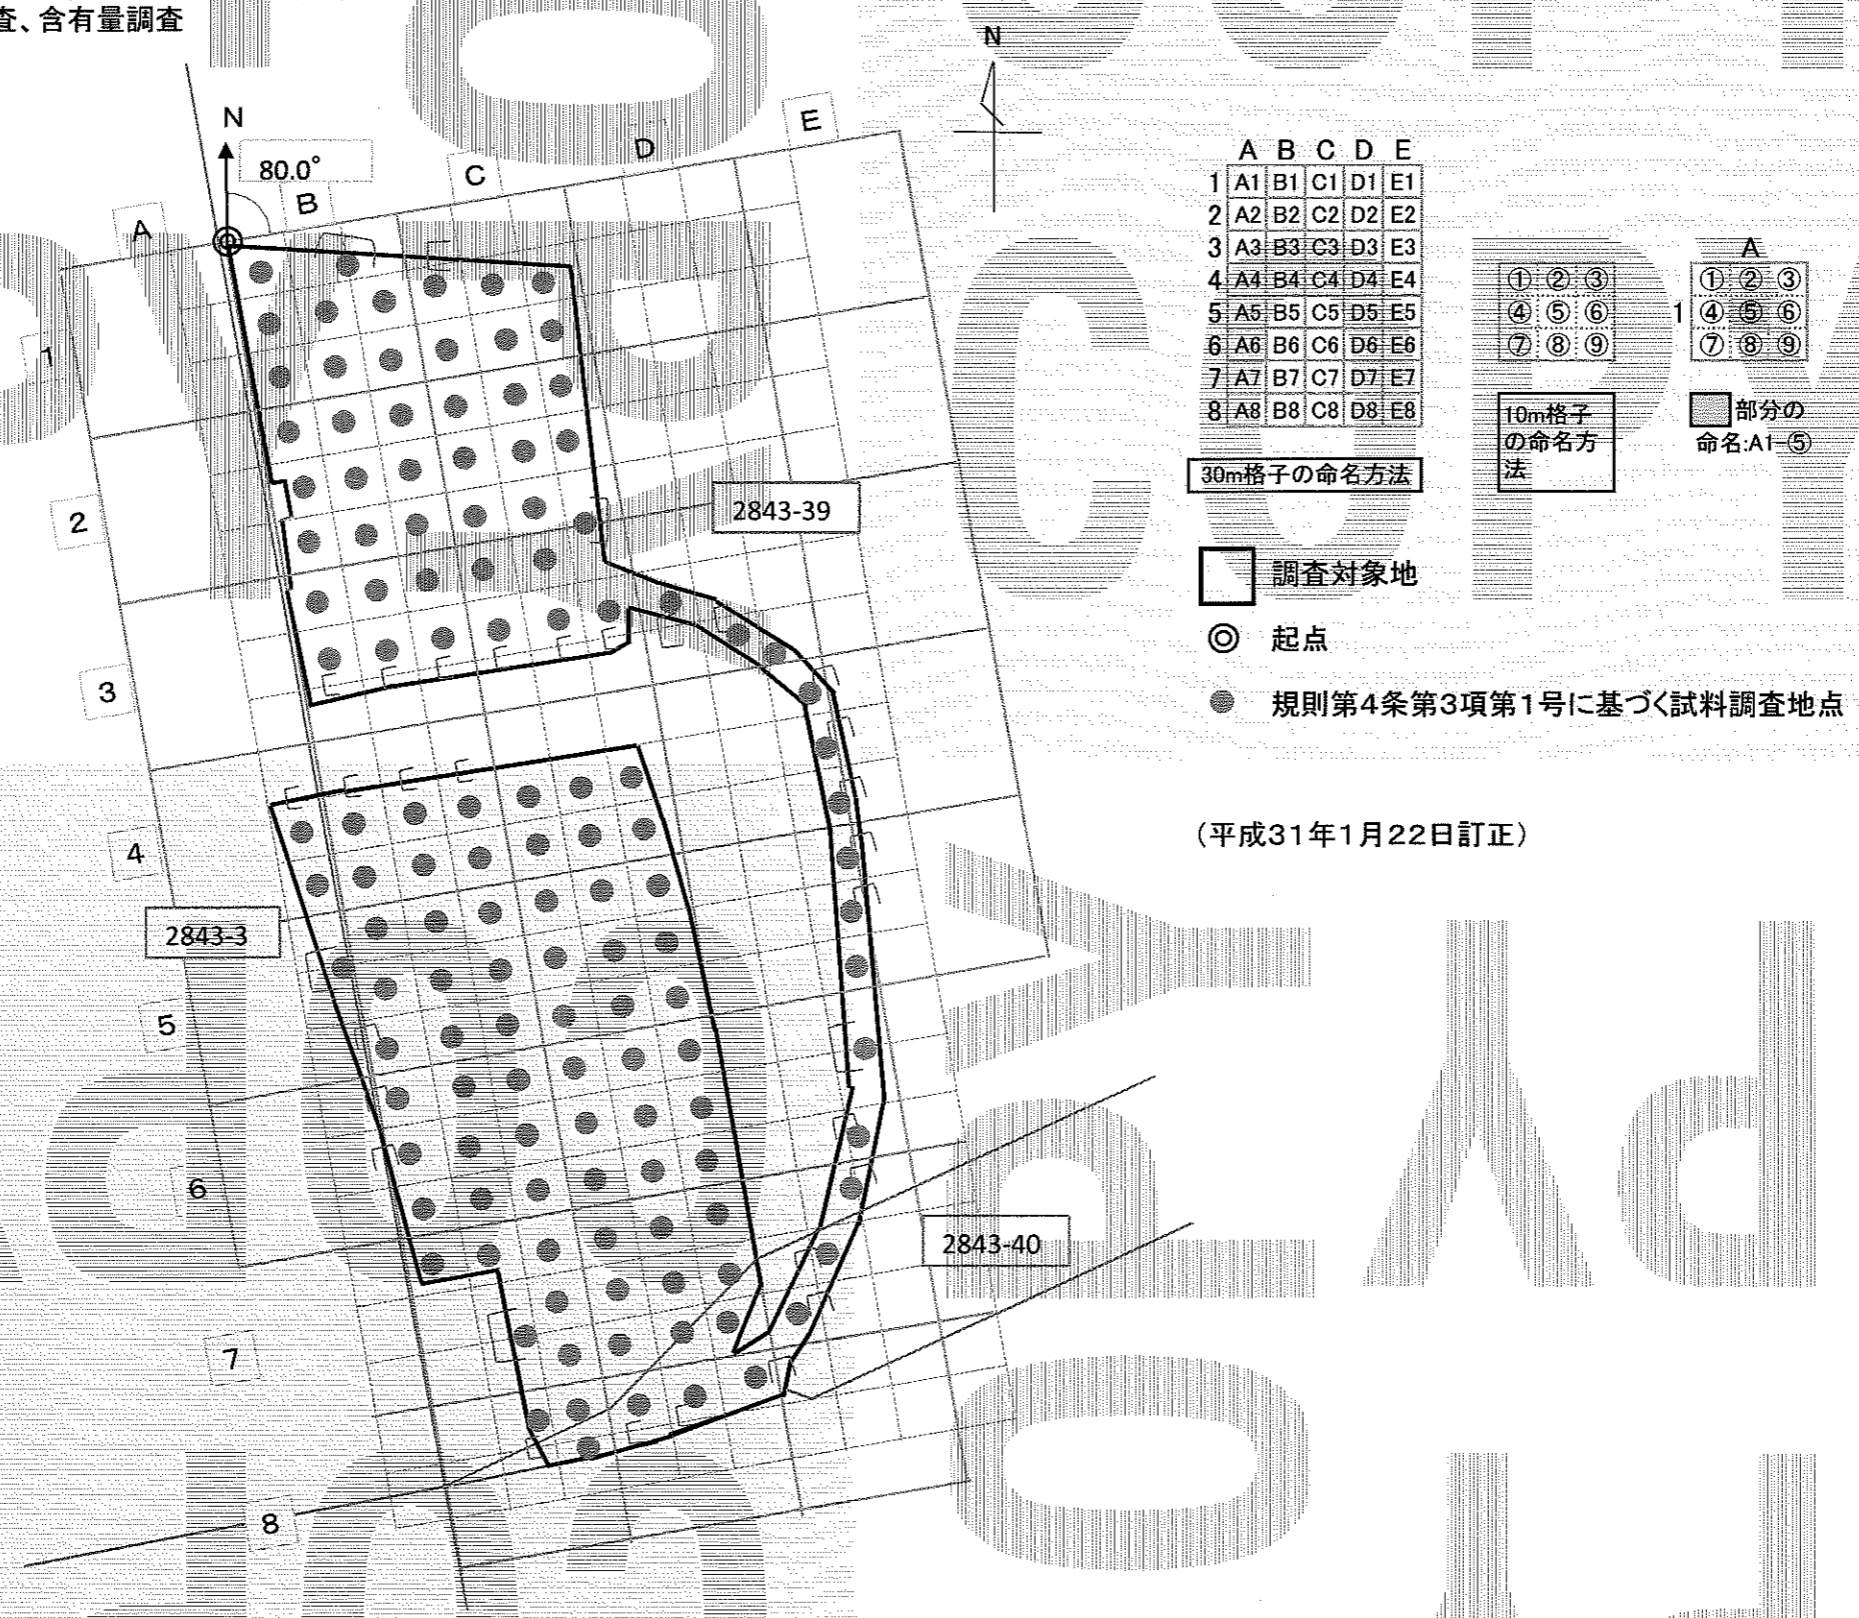 査、含有量調査
N
N
80.0°
A
B
C
D
E
1
2
3
4
5
6
7
8
2843-39
2843-3
2843-40
A B C D E
1 A1 B1 C1 D1 E1
2 A2 B2 C2 D2 E2
3 A3 B3 C3 D3 E3
4 A4 B4 C4 D4 E4
5 A5 B5 C5 D5 E5
6 A6 B6 C6 D6 E6
7 A7 B7 C7 D7 E7
8 A8 B8 C8 D8 E8
30m格子の命名方法
① ② ③
④ ⑤ ⑥
⑦ ⑧ ⑨
10m格子
の命名方
法
A
① ② ③
1 ④ ⑤ ⑥
⑦ ⑧ ⑨
部分の
命名:A1-⑤
調査対象地
起点
規則第4条第3項第1号に基づく試料調査地点
（平成31年1月22日訂正）
COPY